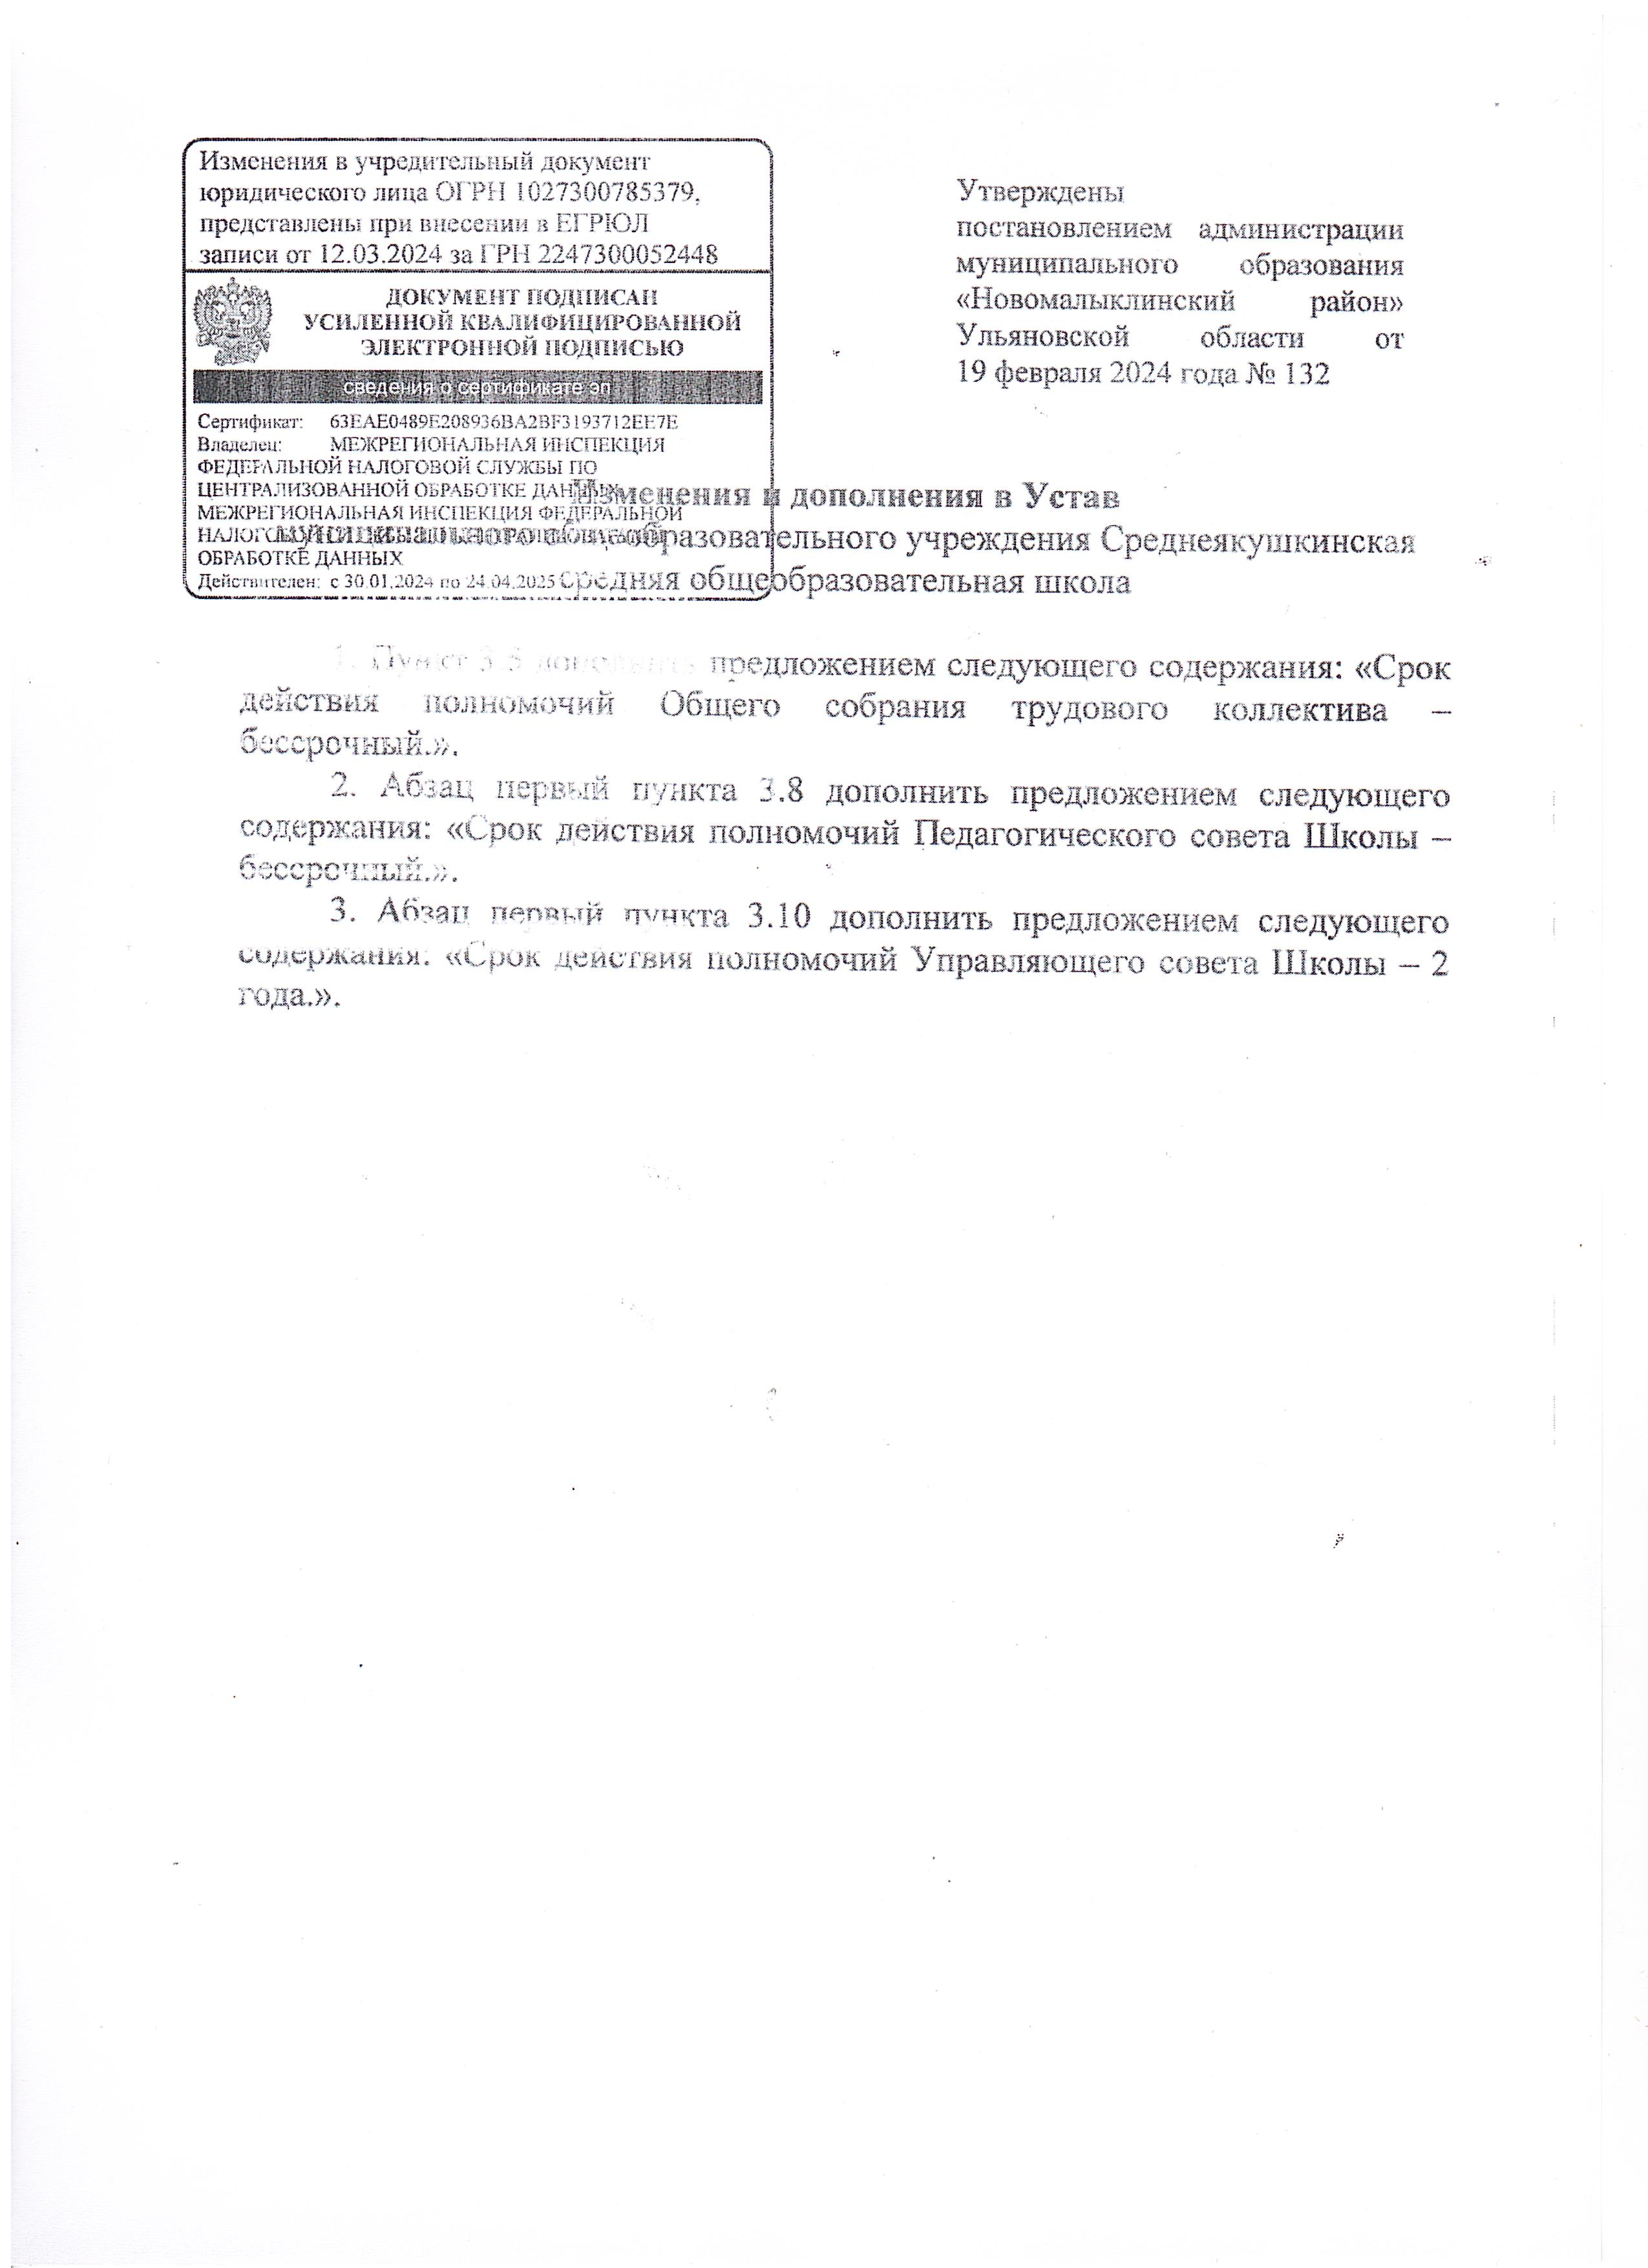 Изменения в учредительный документ
юридического лица ОГРН 1027300785379,
представлены при внесении в ЕГРЮЛ
записи от 12.03.2024 за ГРН 2247300052448
ДОКУМЕНТ ПОДПИСАН
УСИЛЕННОЙ КВАЛИФИЦИРОВАННОЙ
ЭЛЕКТРОННОЙ ПОДПИСЬЮ
сведения о сертификате эп
Сертификат: 63EAE0489E208936BA2BF3193712EE7E
Владелец: МЕЖРЕГИОНАЛЬНАЯ ИНСПЕКЦИЯ
ФЕДЕРАЛЬНОЙ НАЛОГОВОЙ СЛУЖБЫ ПО
ЦЕНТРАЛИЗОВАННОЙ ОБРАБОТКЕ ДАННЫХ,
МЕЖРЕГИОНАЛЬНАЯ ИНСПЕКЦИЯ ФЕДЕРАЛЬНОЙ
ОБРАБОТКЕ ДАННЫХ
Действителен: с 30.01.2024 по 24.04.2025
Утверждены
постановлением администрации
муниципального образования
«Новомалыклинский район»
Ульяновской области от
19 февраля 2024 года № 132
Изменения и дополнения в Устав
муниципального общеобразовательного учреждения Среднеякушкинская
средняя общеобразовательная школа
1. Пункт дополнить предложением следующего содержания: «Срок
действия полномочий Общего собрания трудового коллектива –
бессрочный.».
2. Абзац первый пункта 3.8 дополнить предложением следующего
содержания: «Срок действия полномочий Педагогического совета Школы –
бессрочный.».
3. Абзац первый пункта 3.10 дополнить предложением следующего
содержания: «Срок действия полномочий Управляющего совета Школы – 2
года.».